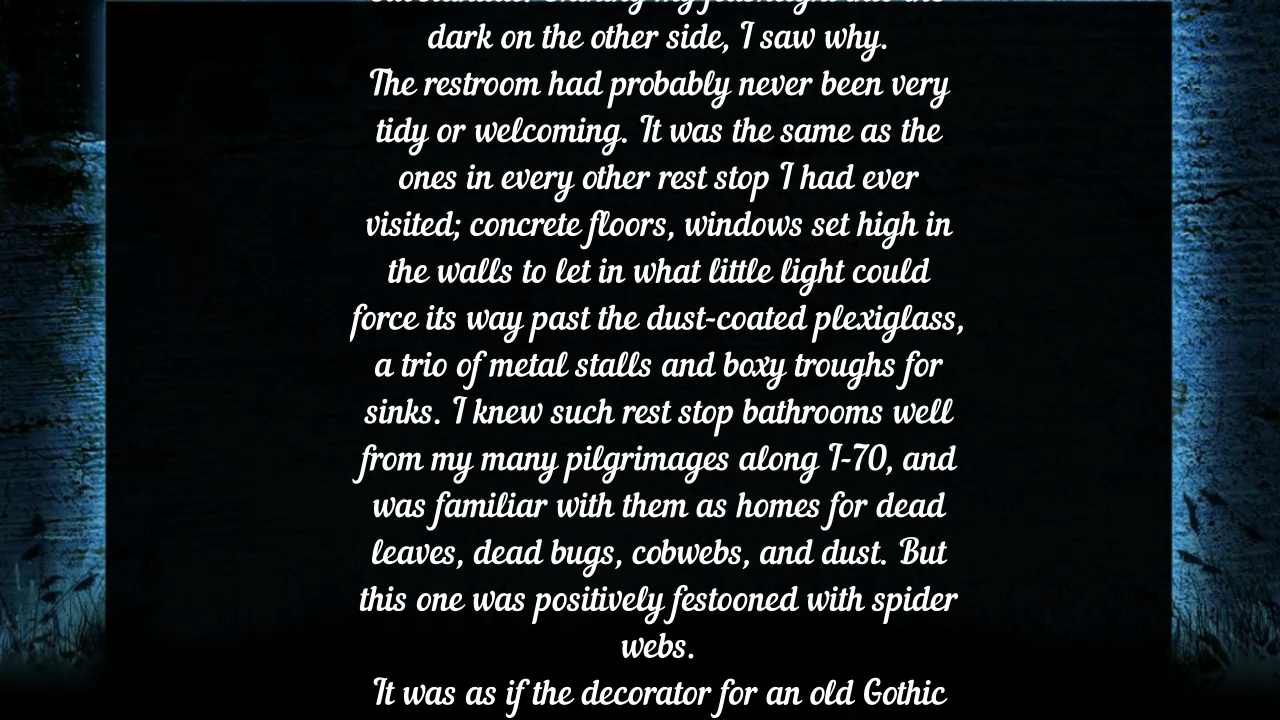 dark on the other side, I saw why.
The restroom had probably never been very
tidy or welcoming. It was the same as the
ones in every other rest stop I had ever
visited; concrete floors, windows set high in
the walls to let in what little light could
force its way past the dust-coated plexiglass,
a trio of metal stalls and boxy troughs for
sinks. I knew such rest stop bathrooms well
from my many pilgrimages along I-70, and
was familiar with them as homes for dead
leaves, dead bugs, cobwebs, and dust. But
this one was positively festooned with spider
webs.
It was as if the decorator for an old Gothic